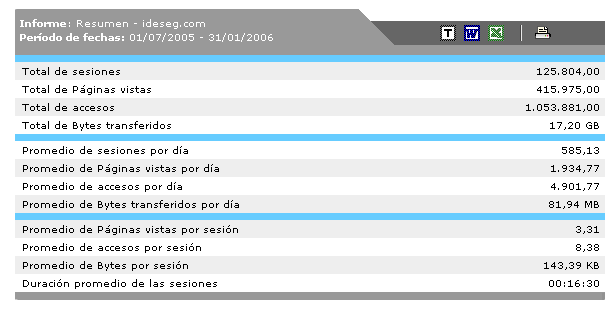 Informe: Resumen - ideseg.com
Período de fechas: 01/07/2005 - 31/01/2006
T W X
Total de sesiones 125.804,00
Total de Páginas vistas 415.975,00
Total de accesos 1.053.881,00
Total de Bytes transferidos 17,20 GB
Promedio de sesiones por día 585,13
Promedio de Páginas vistas por día 1.934,77
Promedio de accesos por día 4.901,77
Promedio de Bytes transferidos por día 81,94 MB
Promedio de Páginas vistas por sesión 3,31
Promedio de accesos por sesión 8,38
Promedio de Bytes por sesión 143,39 KB
Duración promedio de las sesiones 00:16:30